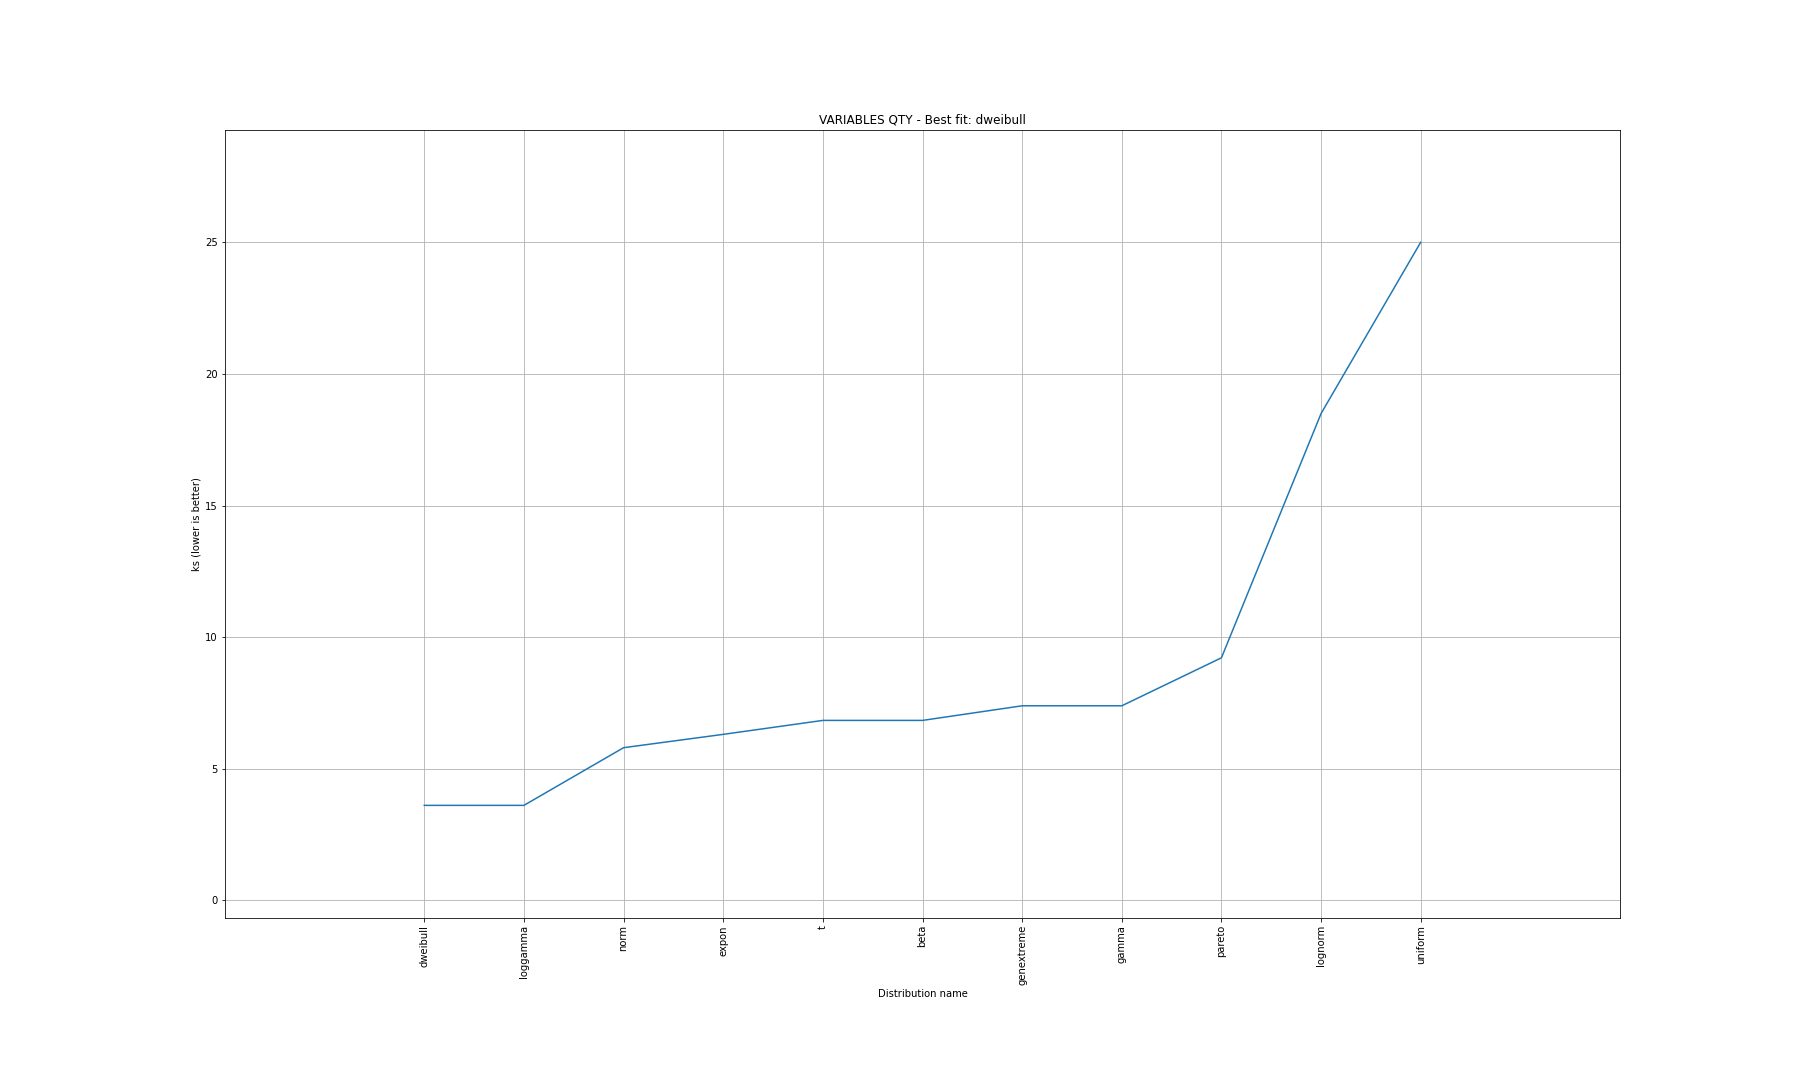 VARIABLES QTY - Best fit: dweibull
ks (lower is better)
25
20
15
10
5
0
dweibull
loggamma
norm
expon
t
beta
genextreme
gamma
pareto
lognorm
uniform
Distribution name